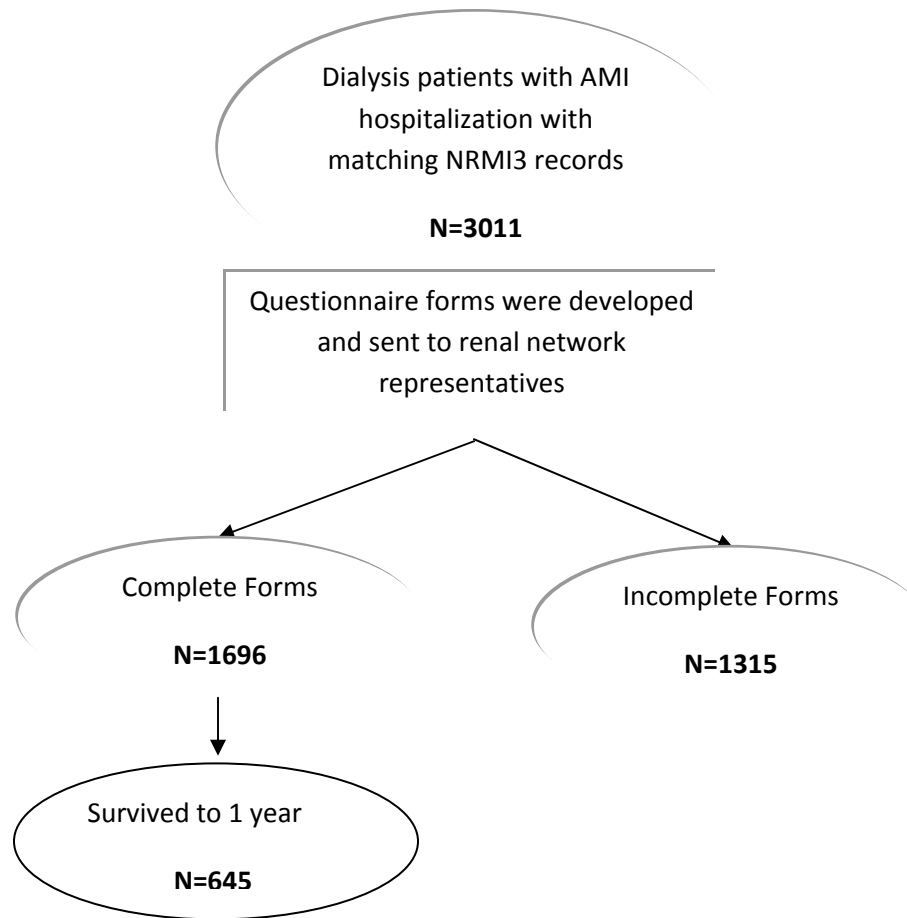 Dialysis patients with AMI
hospitalization with
matching NRMI3 records
N=3011
Questionnaire forms were developed
and sent to renal network
representatives
Complete Forms
N=1696
Incomplete Forms
N=1315
Survived to 1 year
N=645